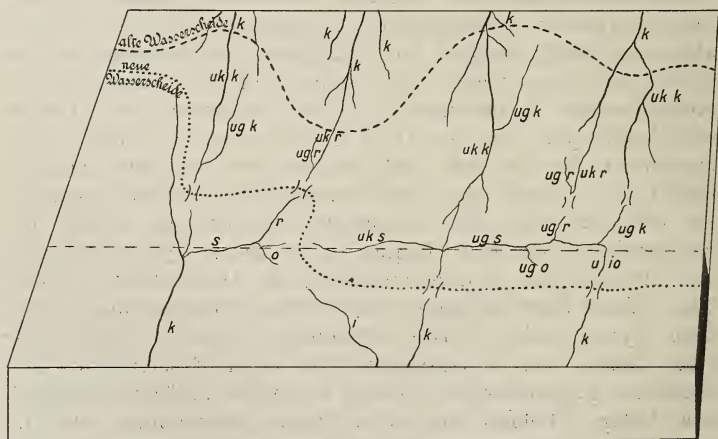 k
k
k
k
k
k
k
alte Wasserscheide
neue
Wasserscheide
uk k
ug k
uk r
ug r
ug k
uk k
uk k
ug r
uk r
r
s
o
uk s
ug s
ug r
ug k
ug o
u io
k
i
k
k